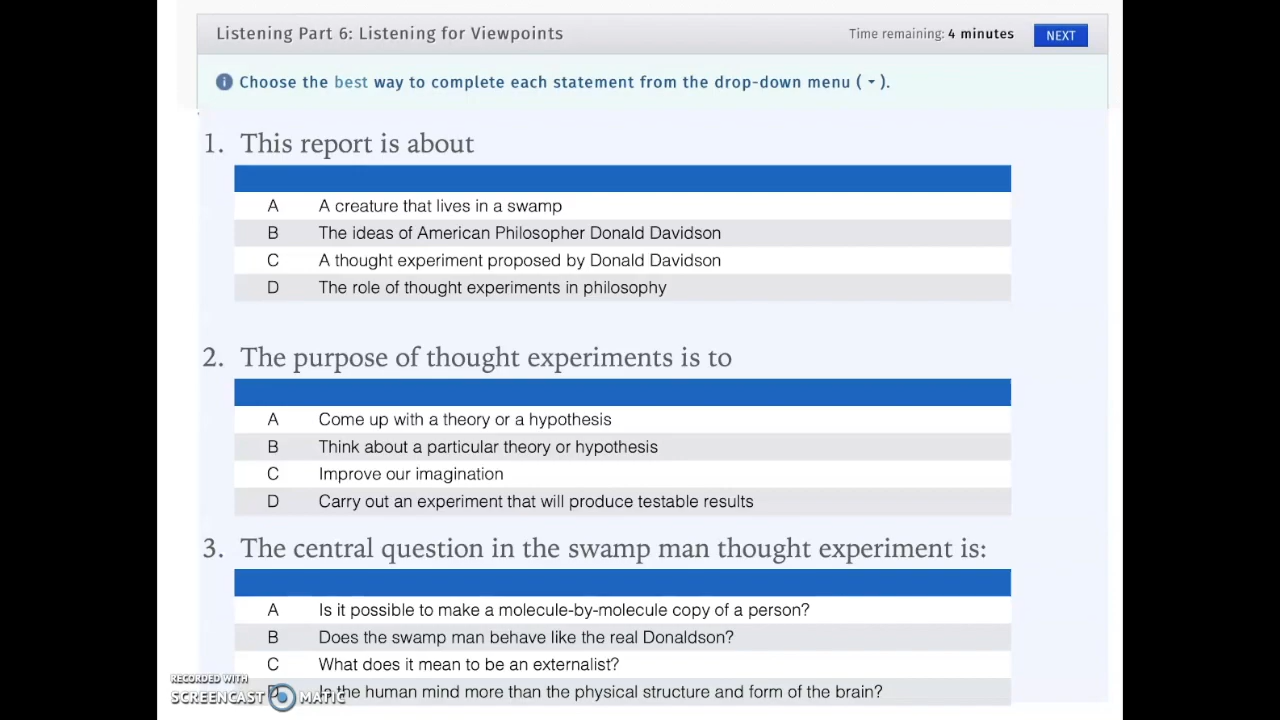 Listening Part 6: Listening for Viewpoints
Time remaining: 4 minutes
NEXT
Choose the best way to complete each statement from the drop-down menu ( ).
1. This report is about
A A creature that lives in a swamp
B The ideas of American Philosopher Donald Davidson
C A thought experiment proposed by Donald Davidson
D The role of thought experiments in philosophy
2. The purpose of thought experiments is to
A Come up with a theory or a hypothesis
B Think about a particular theory or hypothesis
C Improve our imagination
D Carry out an experiment that will produce testable results
3. The central question in the swamp man thought experiment is:
A Is it possible to make a molecule-by-molecule copy of a person?
B Does the swamp man behave like the real Donaldson?
C What does it mean to be an externalist?
D Is the human mind more than the physical structure and form of the brain?
RECORDED WITH
SCREENCAST MATIC